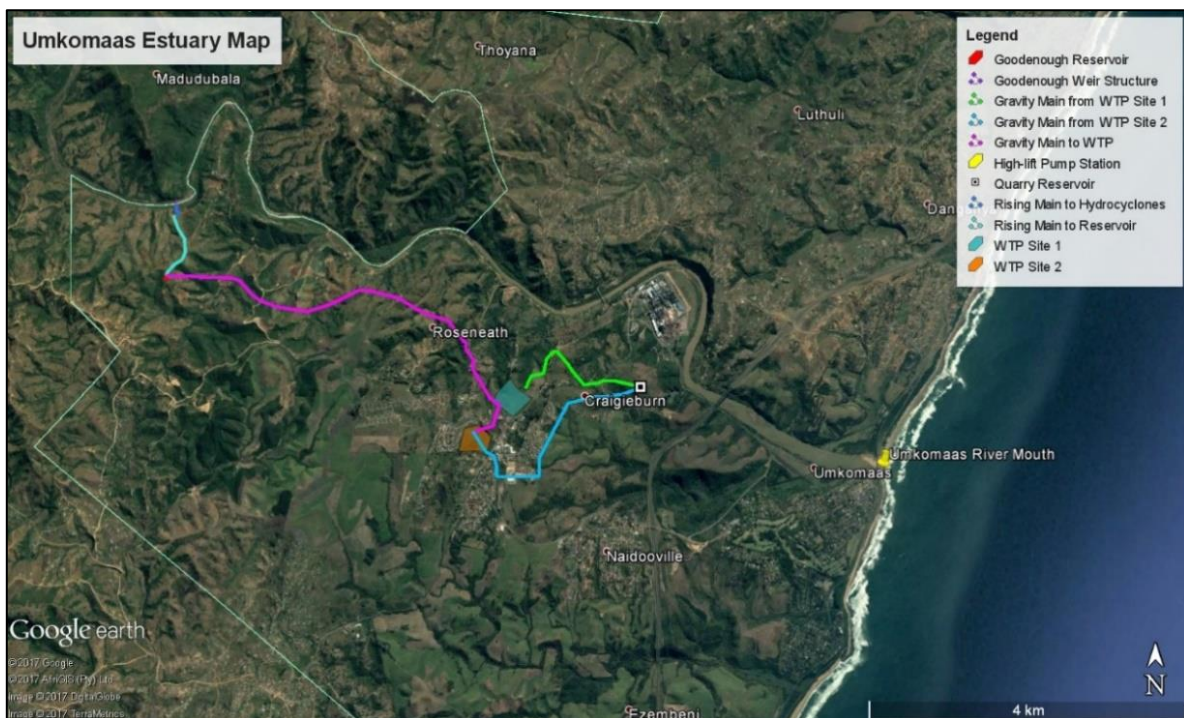 Umkomaas Estuary Map
Thoyana
Madudubala
Luthuli
Roseneath
Craigieburn
Umkomaas River Mouth
Umkomaas
Naidooville
Ezembeni
Legend
Goodenough Reservoir
Goodenough Weir Structure
Gravity Main from WTP Site 1
Gravity Main from WTP Site 2
Gravity Main to WTP
High-lift Pump Station
Quarry Reservoir
Rising Main to Hydrocyclones
Rising Main to Reservoir
WTP Site 1
WTP Site 2
Google earth
©2017 Google
©2017 AfriGIS (Pty) Ltd.
Image ©2017 DigitalGlobe
Image ©2017 TerraMetrics
N
4 km